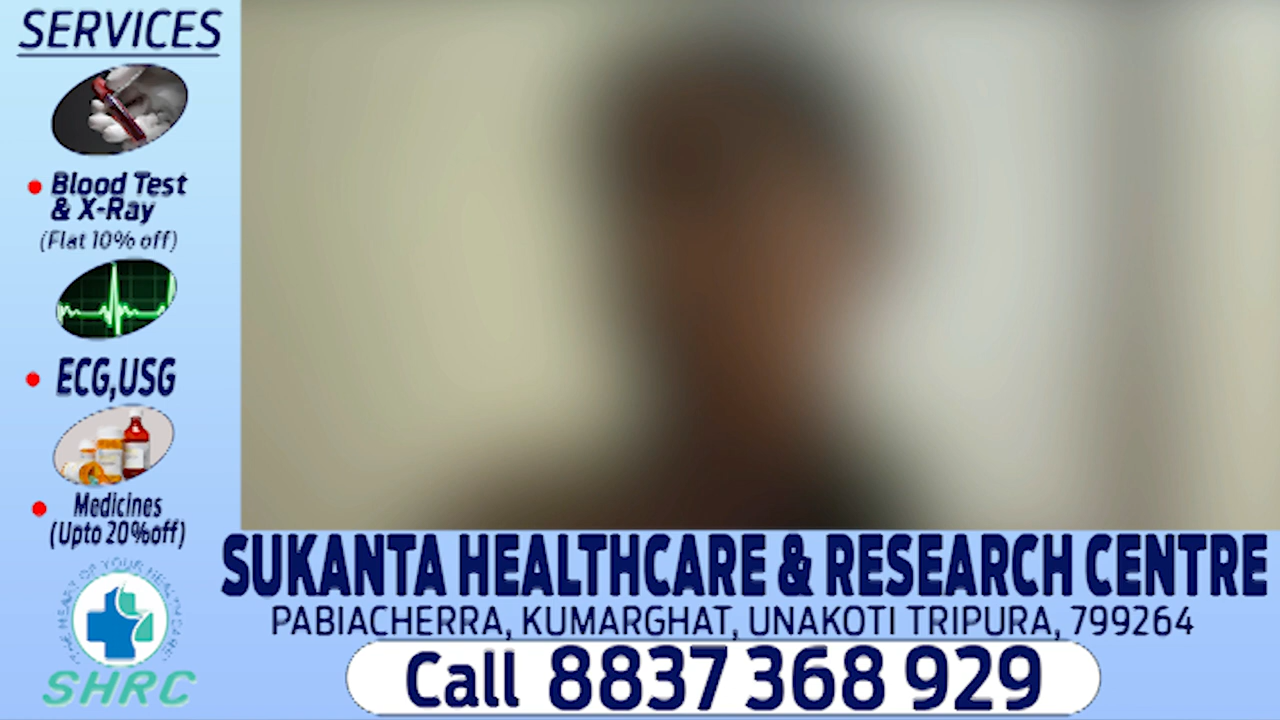 SERVICES
Blood Test
& X-Ray
(Flat 10% off)
ECG,USG
Medicines
(Upto 20%off)
SHRC
SUKANTA HEALTHCARE & RESEARCH CENTRE
PABIACHERRA, KUMARGHAT, UNAKOTI TRIPURA, 799264
Call 8837 368 929